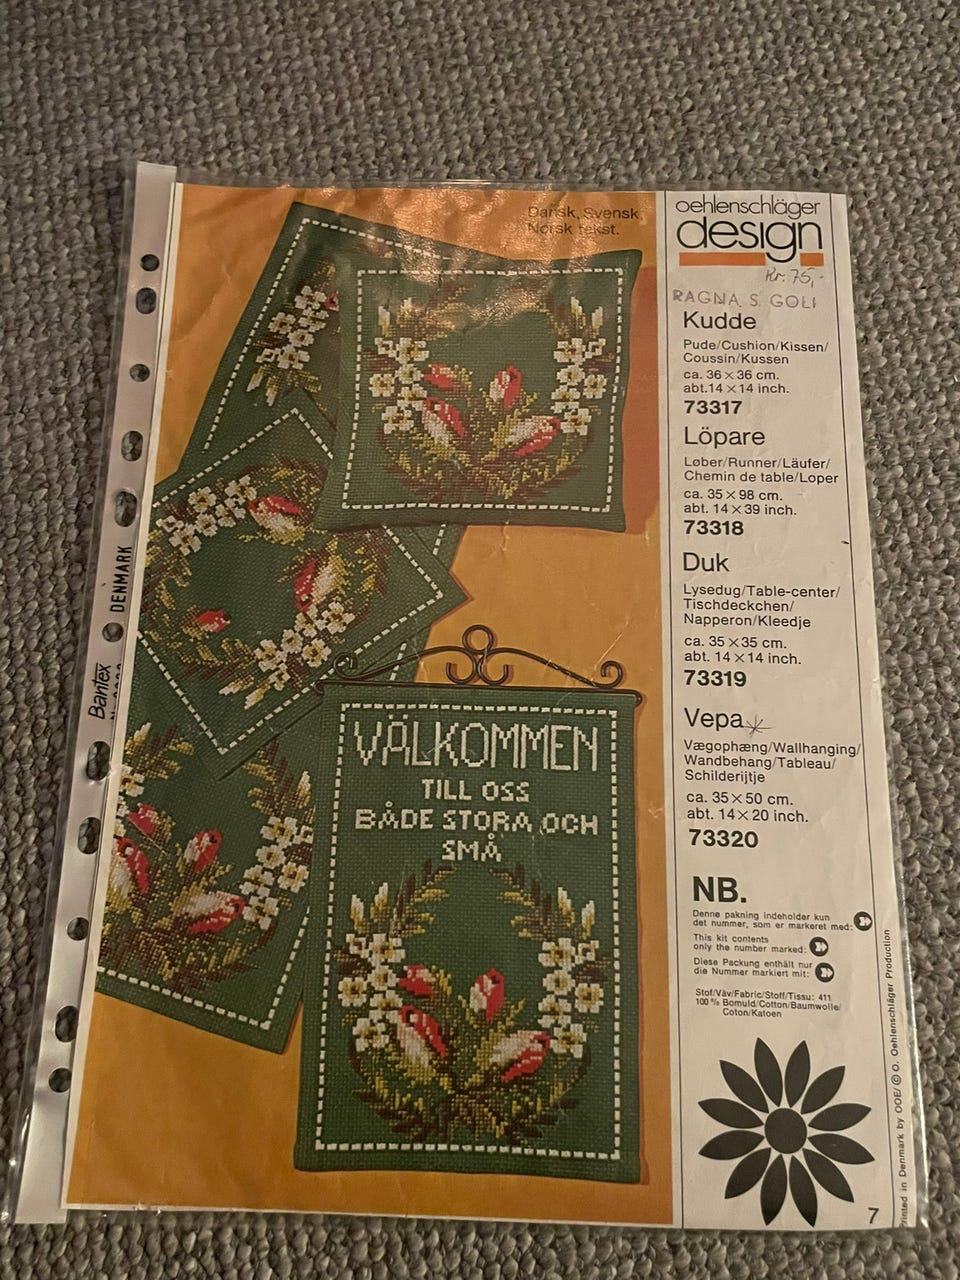 Dansk, Svensk,
Norsk tekst.
oehlenschläger
design
Kr. 75,-
RAGNA S. GOLI
Kudde
Pude/Cushion/Kissen/
Coussin/Kussen
ca. 36 × 36 cm.
abt. 14 × 14 inch.
73317
Löpare
Løber/Runner/Läufer/
Chemin de table/Loper
ca. 35 × 98 cm.
abt. 14 × 39 inch.
73318
Duk
Lysedug/Table-center/
Tischdeckchen/
Napperon/Kleedje
ca. 35 × 35 cm.
abt. 14 × 14 inch.
73319
Vepa
Vægophæng/Wallhanging/
Wandbehang/Tableau/
Schilderijtje
ca. 35 × 50 cm.
abt. 14 × 20 inch.
73320
NB.
Denne pakning indeholder kun
det nummer, som er markeret med:
This kit contents
only the number marked:
Diese Packung enthält nur
die Nummer markiert mit:
Stof/Väv/Fabric/Stoff/Tissu: 411
100 % Bomuld/Cotton/Baumwolle/
Coton/Katoen
7
Printed in Denmark by OOE/ © O. Oehlenschläger Production
VÄLKOMMEN
TILL OSS
BÅDE STORA OCH
SMÅ
Bantex
DENMARK